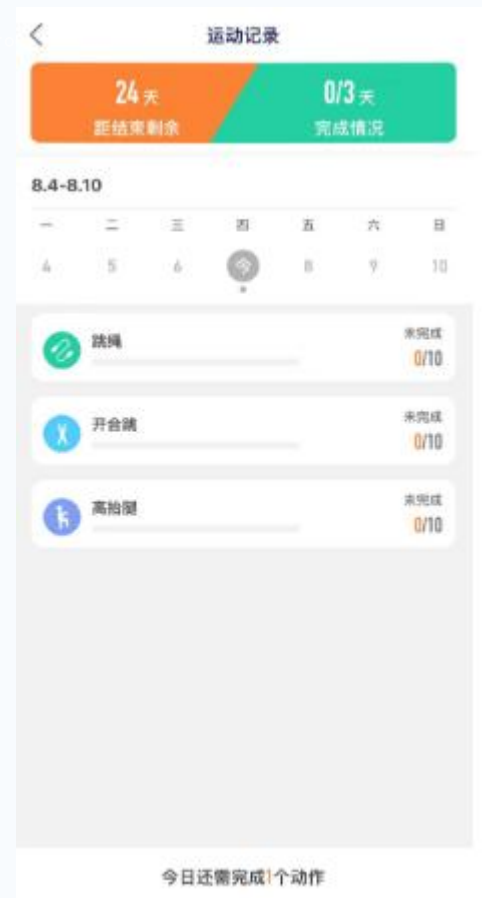 运动记录
24天 0/3天
距结束剩余 完成情况
8.4-8.10
一 二 三 四 五 六 日
4 5 6 今 8 9 10
跳绳 未完成
0/10
开合跳 未完成
0/10
高抬腿 未完成
0/10
今日还需完成1个动作